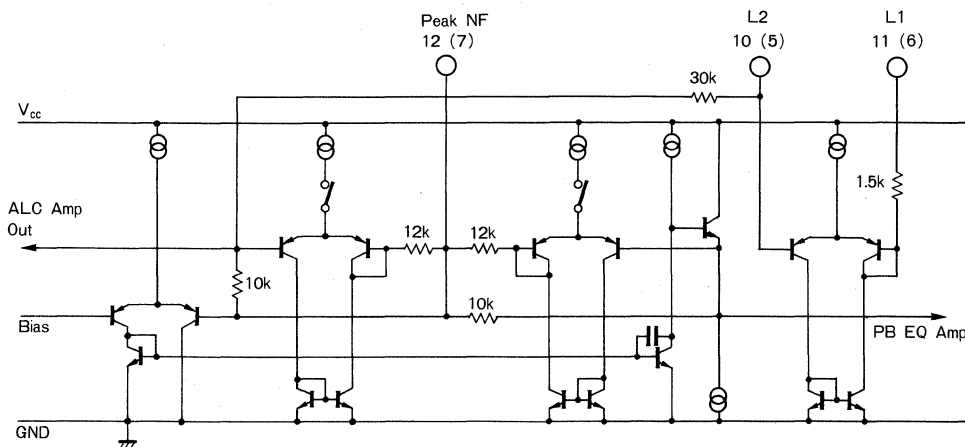 Peak NF
12 (7)
L2
10 (5)
L1
11 (6)
30k
Vcc
1.5k
ALC Amp
Out
12k
12k
10k
10k
Bias
PB EQ Amp
GND